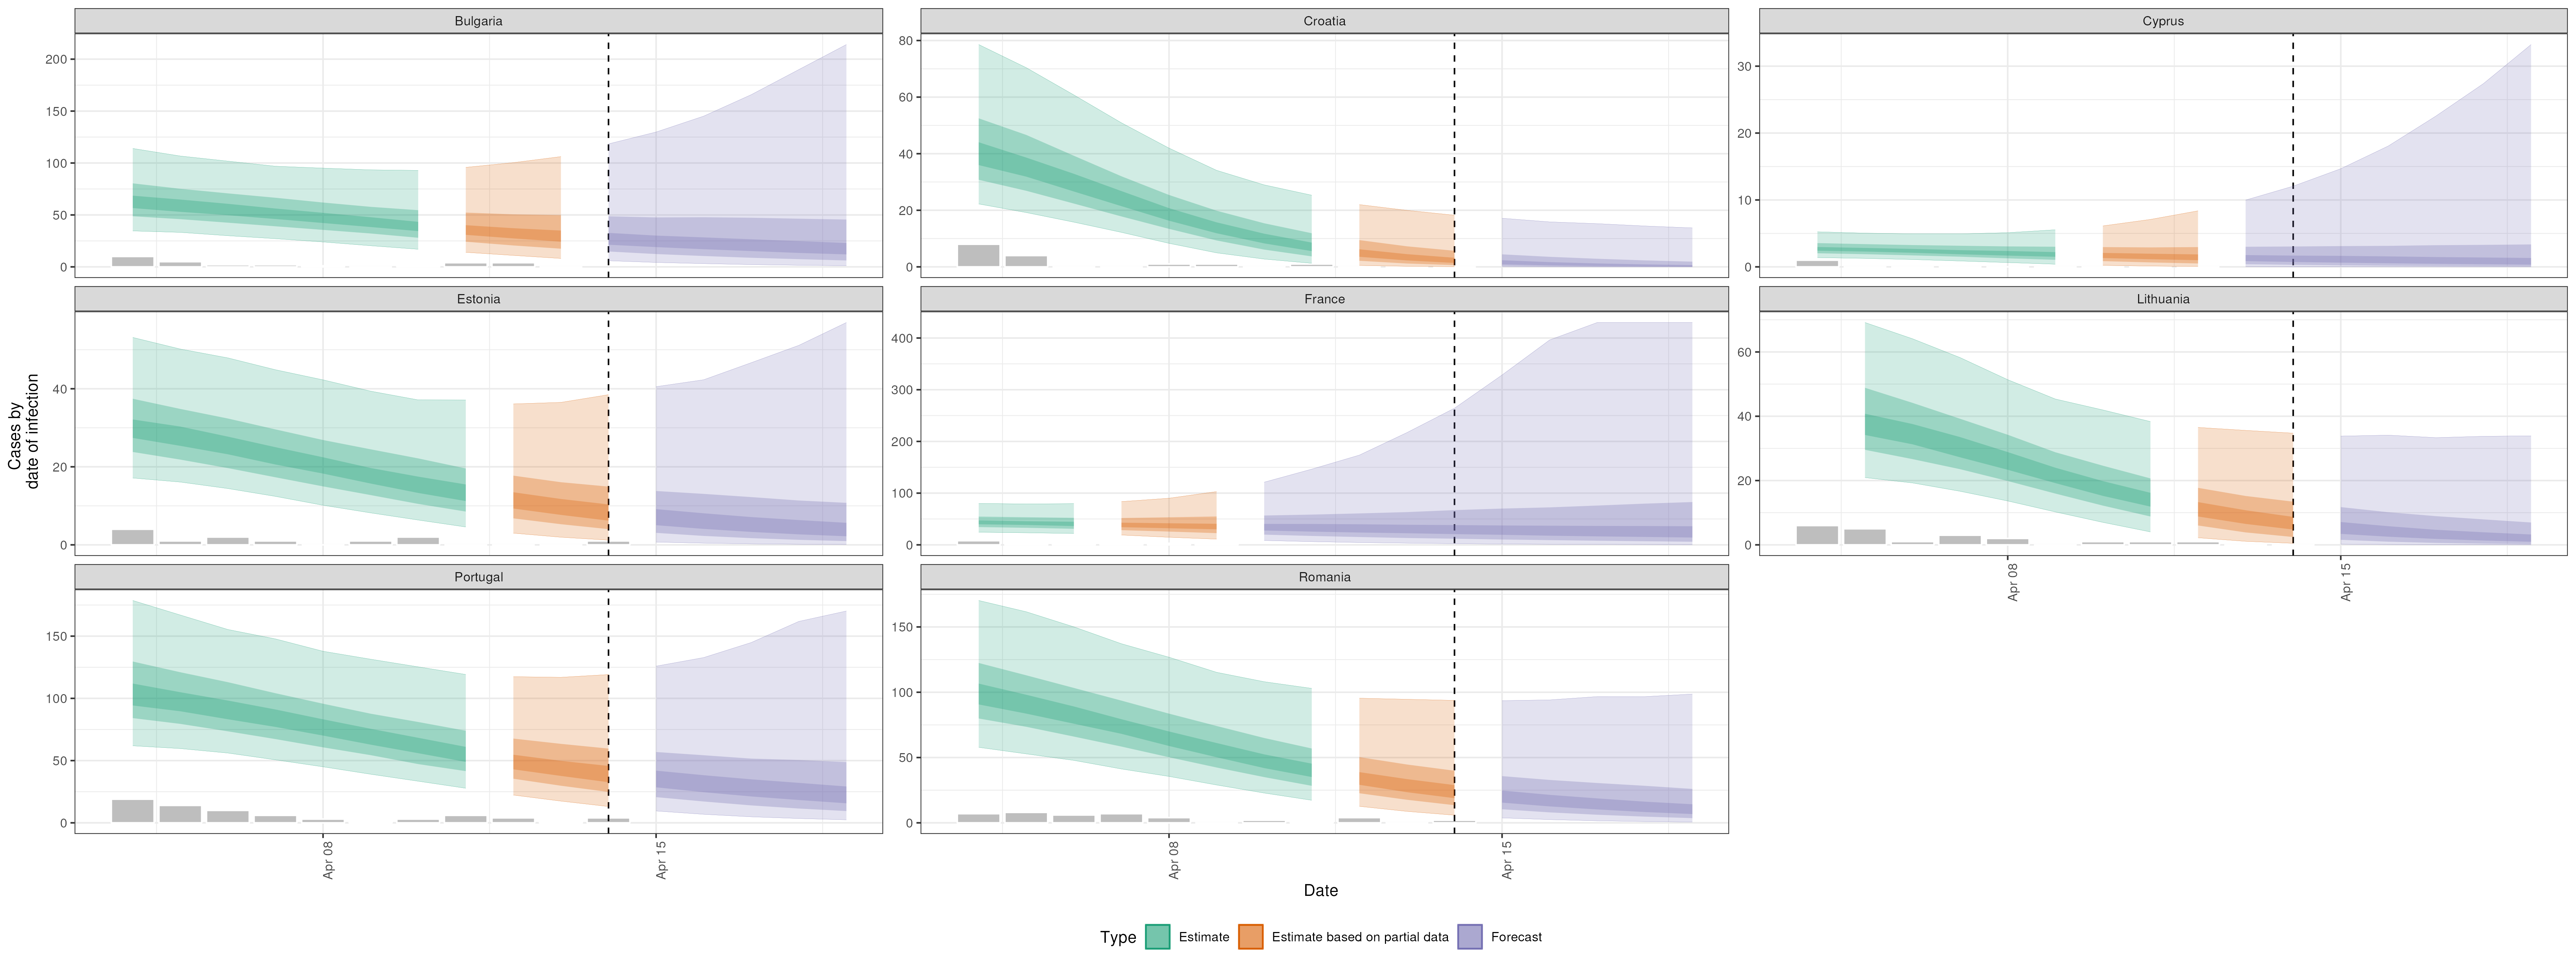 Bulgaria
Croatia
Cyprus
200
150
100
50
0
80
60
40
20
0
30
20
10
0
Estonia
France
Lithuania
40
20
0
400
300
200
100
0
60
40
20
0
Apr 08
Apr 15
Portugal
Romania
150
100
50
0
150
100
50
0
Apr 08
Apr 15
Apr 08
Apr 15
Cases by
date of infection
Date
Type
Estimate
Estimate based on partial data
Forecast